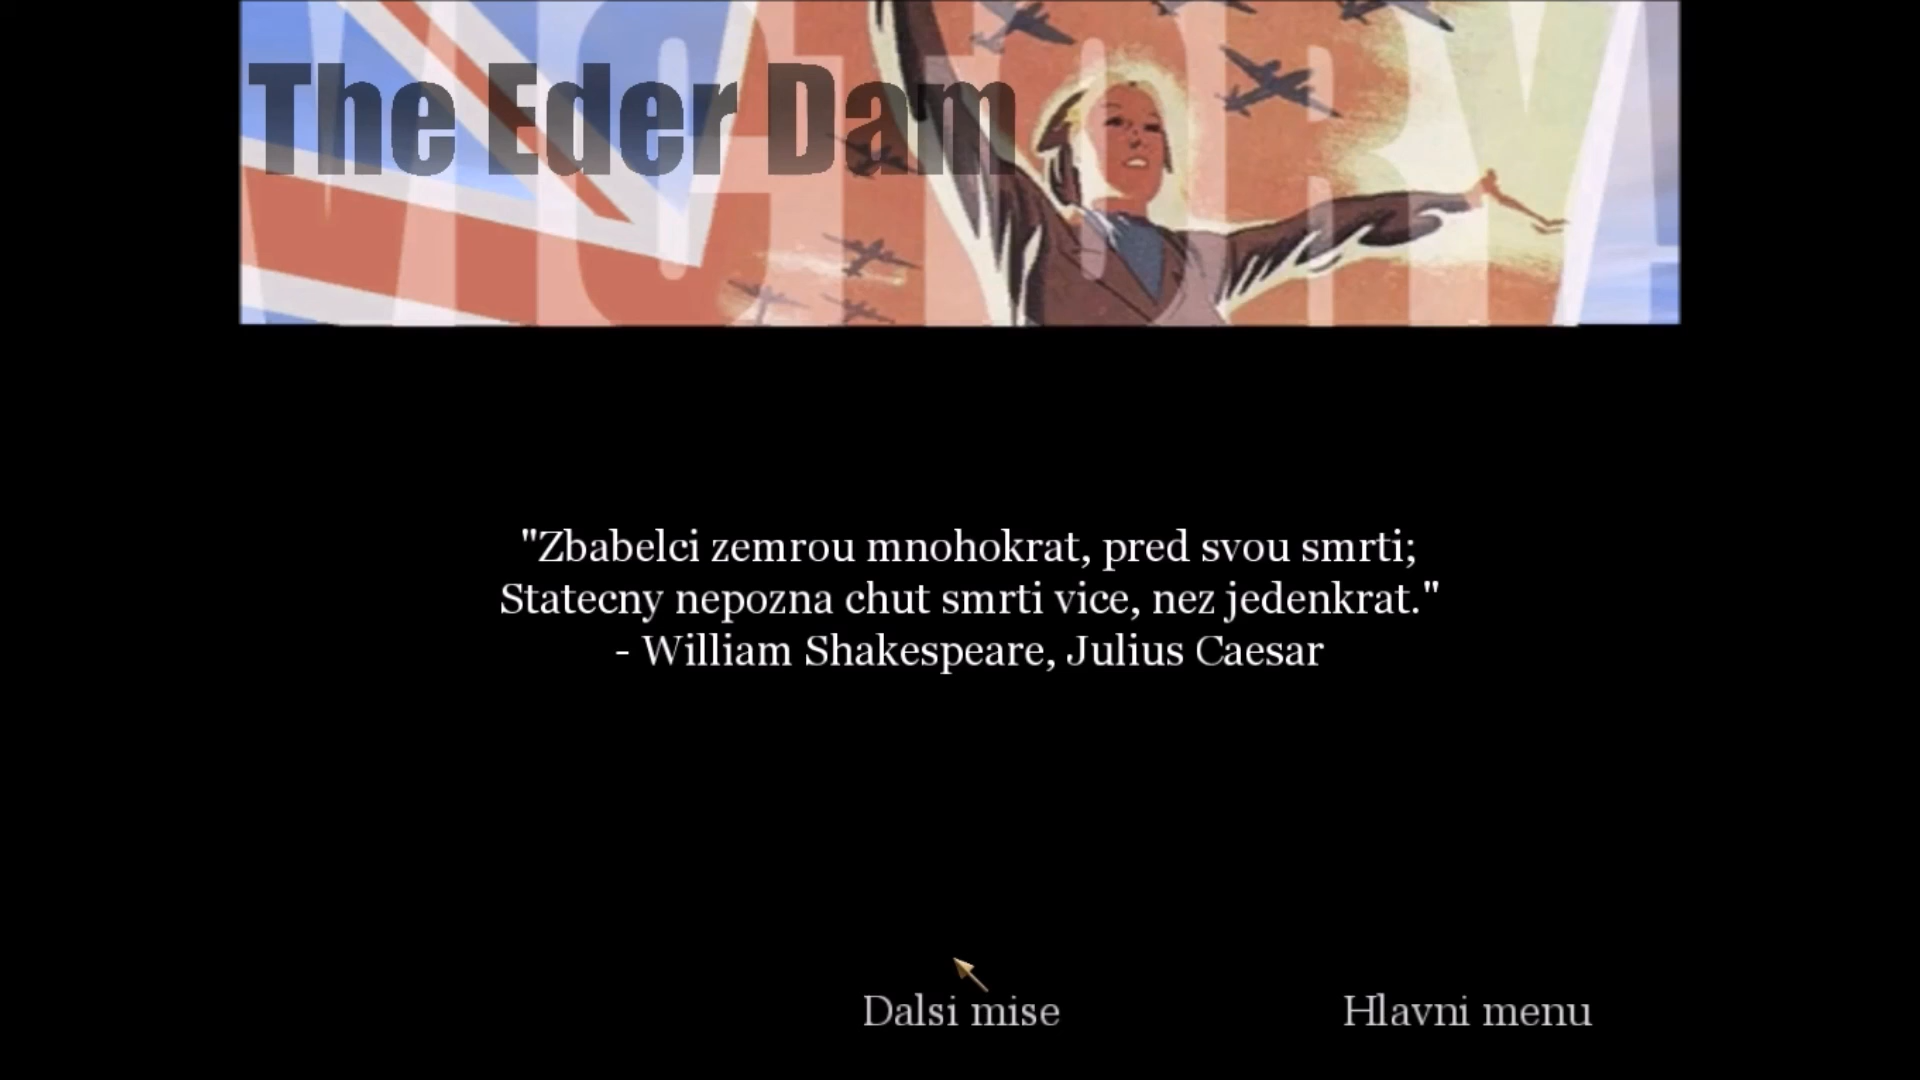 VICTORY!
The Eder Dam
"Zbabelci zemrou mnohokrat, pred svou smrti;
Statecny nepozna chut smrti vice, nez jedenkrat."
- William Shakespeare, Julius Caesar
Dalsi mise
Hlavni menu